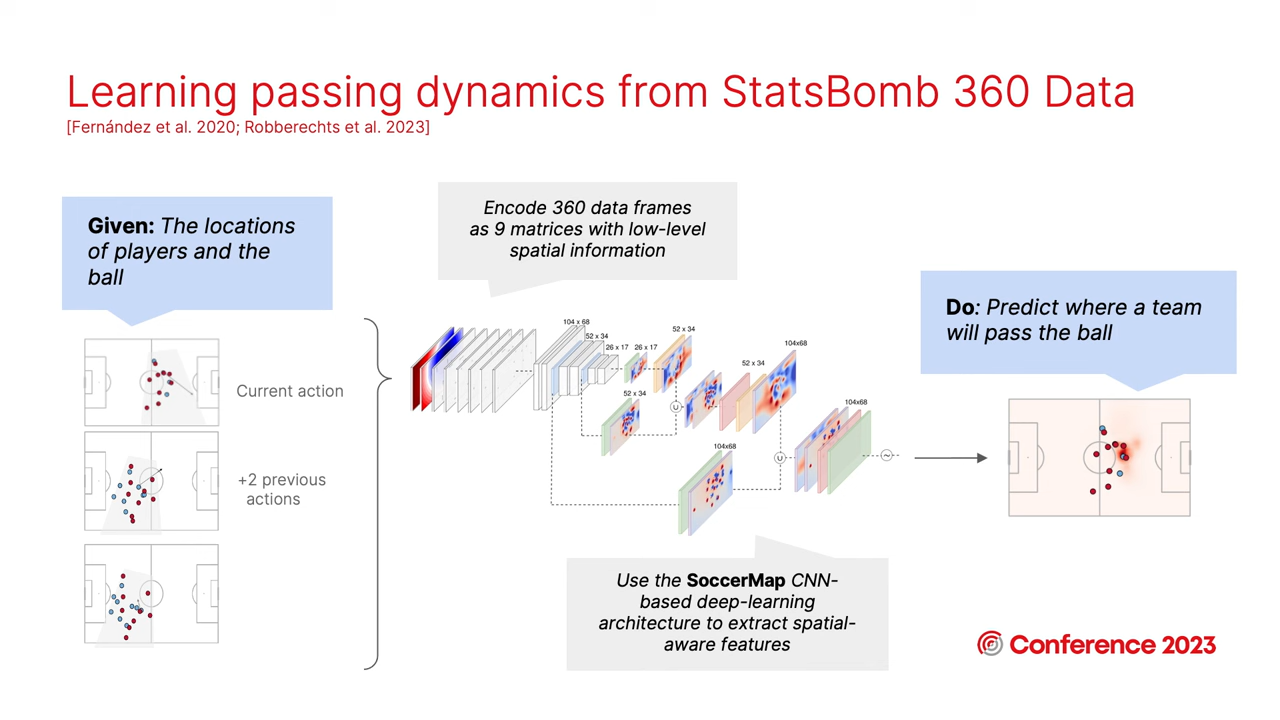 Learning passing dynamics from StatsBomb 360 Data
[Fernández et al. 2020; Robberechts et al. 2023]
Given: The locations
of players and the
ball
Current action
+2 previous
actions
Encode 360 data frames
as 9 matrices with low-level
spatial information
104 x 68
52 x 34
26 x 17
26 x 17
52 x 34
52 x 34
52 x 34
104x68
104x68
104x68
U
U
~
Use the SoccerMap CNN-
based deep-learning
architecture to extract spatial-
aware features
Do: Predict where a team
will pass the ball
Conference 2023